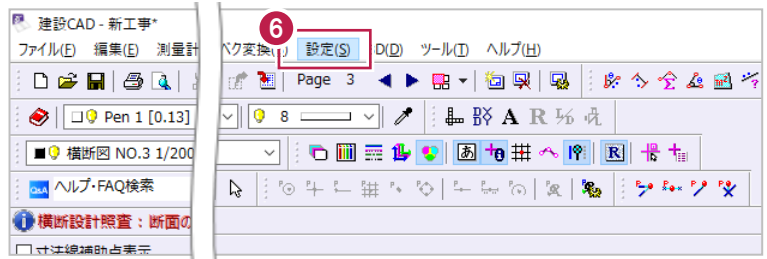 6
建設CAD - 新工事*
ファイル(F) 編集(E) 測量計 ベク変換( ) 設定(S) D(D) ツール(T) ヘルプ(H)
Page 3
Pen 1 [0.13] 8 A R
横断図 NO.3 1/200 あ R
Q&A ヘルプ・FAQ検索
横断設計照査：断面の
寸法線補助点表示